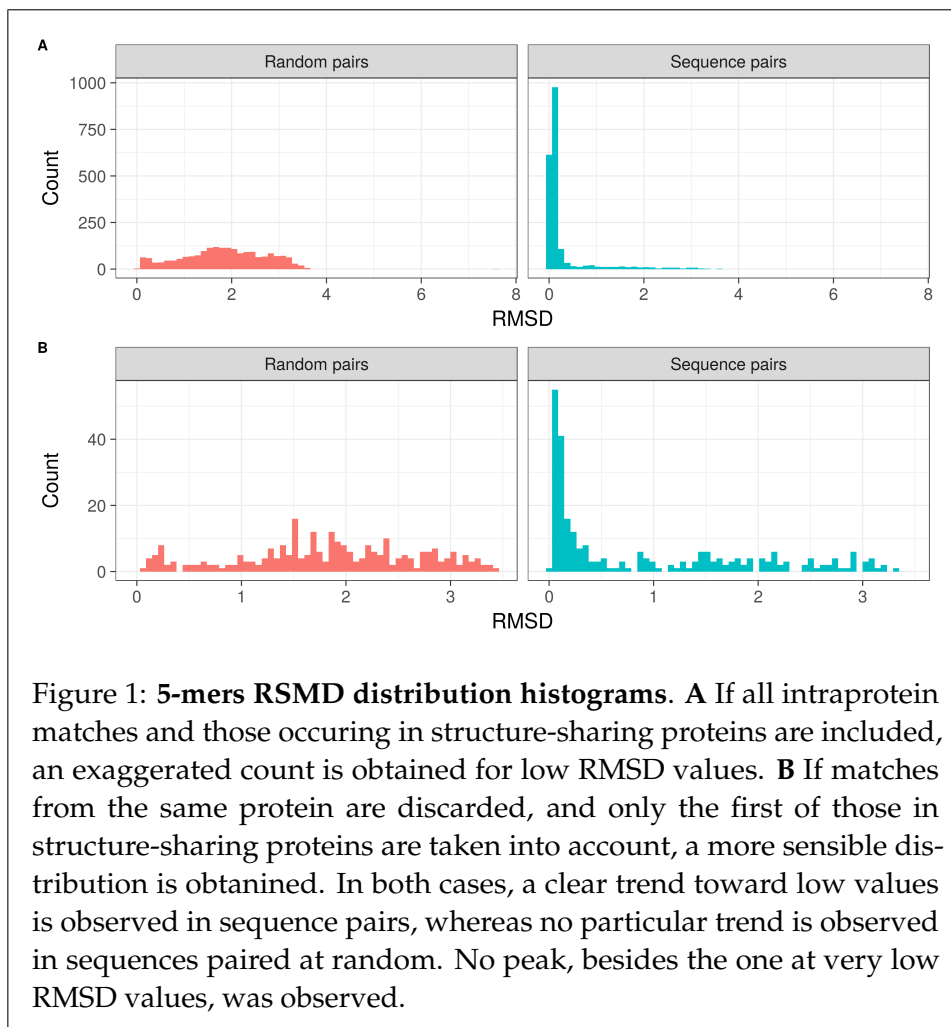 A
Random pairs
Sequence pairs
1000
750
500
250
0
Count
0 2 4 6 8
0 2 4 6 8
RMSD
B
Random pairs
Sequence pairs
40
20
0
Count
0 1 2 3
0 1 2 3
RMSD
Figure 1: 5-mers RSMD distribution histograms. A If all intraprotein
matches and those occuring in structure-sharing proteins are included,
an exaggerated count is obtained for low RMSD values. B If matches
from the same protein are discarded, and only the first of those in
structure-sharing proteins are taken into account, a more sensible dis-
tribution is obtanined. In both cases, a clear trend toward low values
is observed in sequence pairs, whereas no particular trend is observed
in sequences paired at random. No peak, besides the one at very low
RMSD values, was observed.